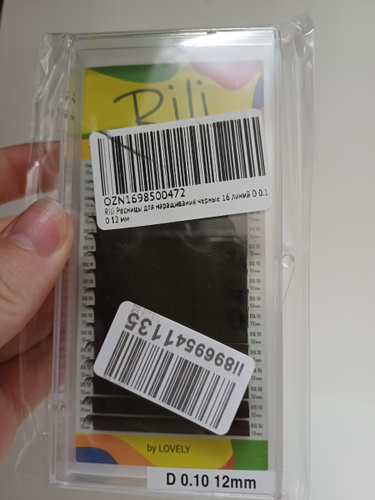 Rili
OZN1698500472
Rili Ресницы для наращивания черные 16 линий D 0.1
0 12 мм
ii8969541135
by LOVELY
D 0.10 12mm